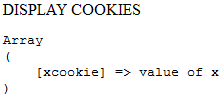 DISPLAY COOKIES
Array
(
    [xcookie] => value of x
)